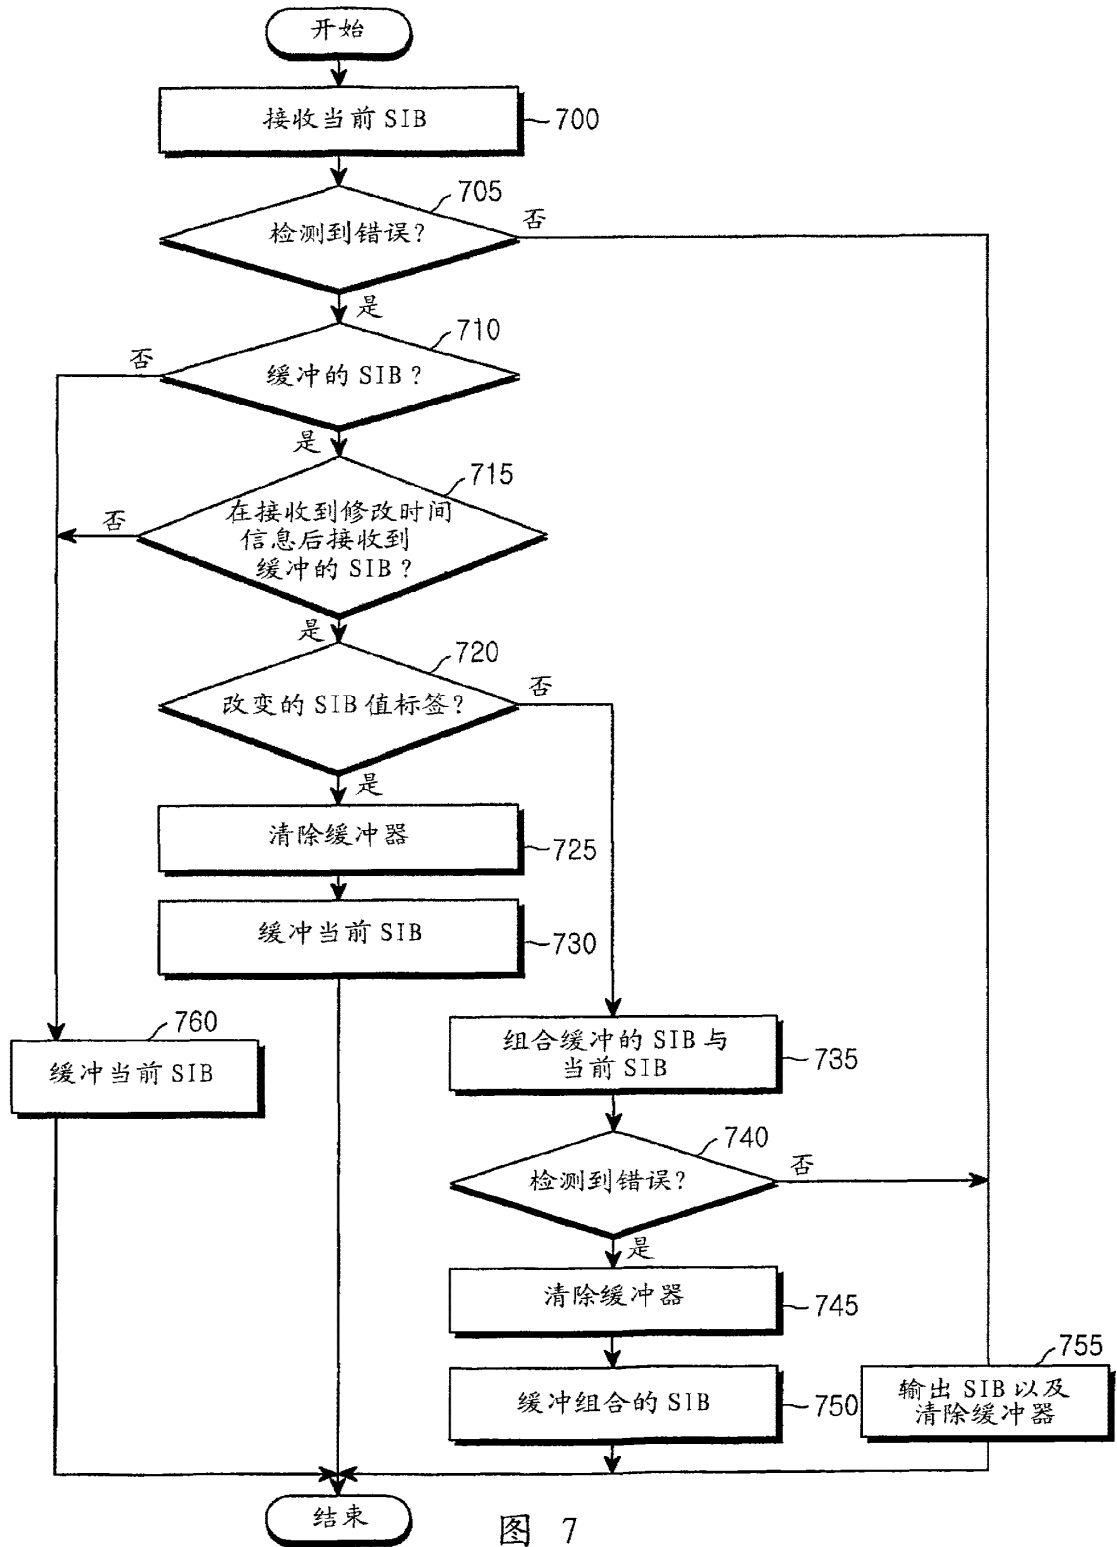 开始
接收当前 SIB
700
705
检测到错误?
否
是
710
缓冲的 SIB?
否
是
715
在接收到修改时间
信息后接收到
缓冲的 SIB?
否
是
720
改变的 SIB 值标签?
否
是
清除缓冲器
725
缓冲当前 SIB
730
760
缓冲当前 SIB
组合缓冲的 SIB 与
当前 SIB
735
740
检测到错误?
否
是
清除缓冲器
745
缓冲组合的 SIB
750
755
输出 SIB 以及
清除缓冲器
结束
图 7